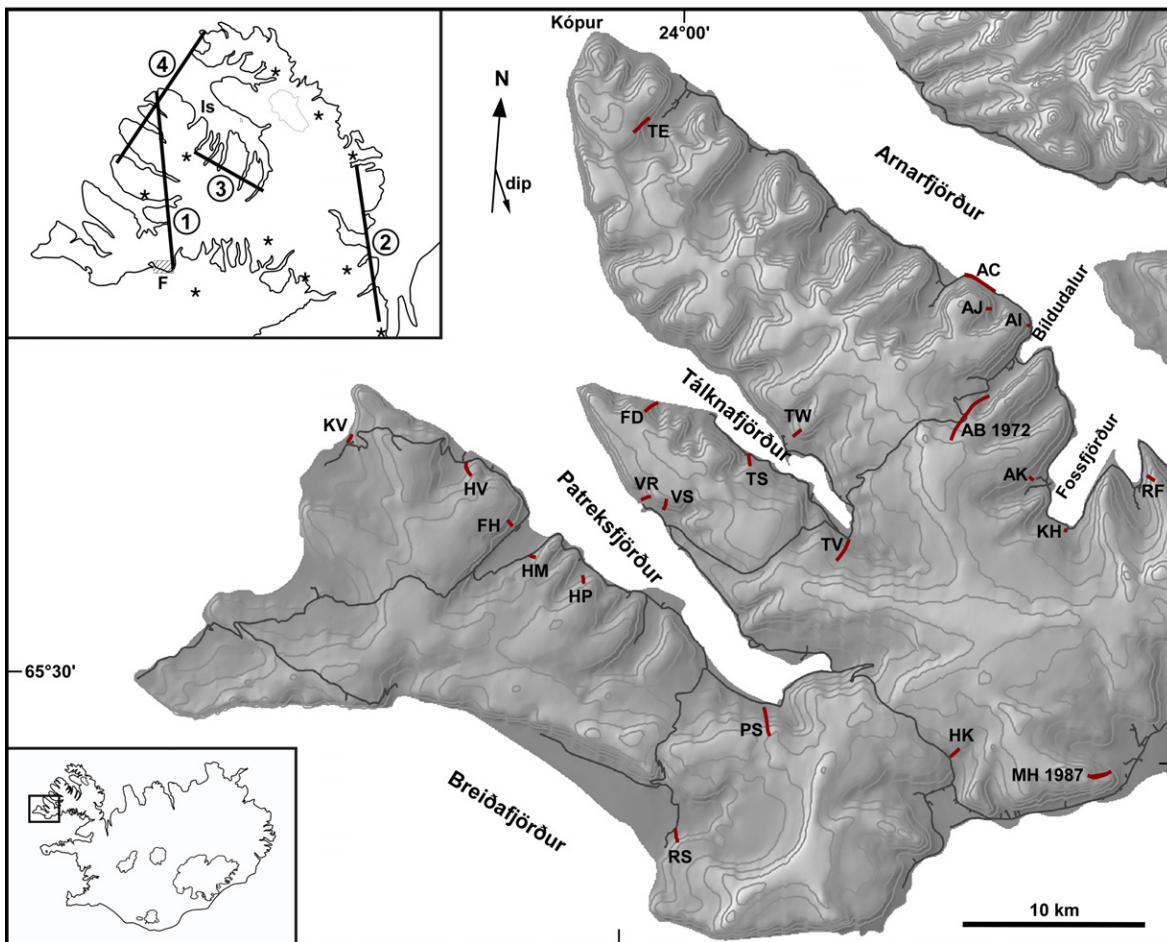 Kópur
24°00'
4
Is
N
TE
Arnarfjörður
3
dip
1
2
F
AC
AJ
AI
Bíldudalur
Tálknafjörður
FD
TW
KV
AB 1972
HV
TS
Fossfjörður
VR
VS
AK
RF
Patreksfjörður
FH
KH
TV
HM
HP
65°30'
PS
HK
MH 1987
Breiðafjörður
RS
10 km